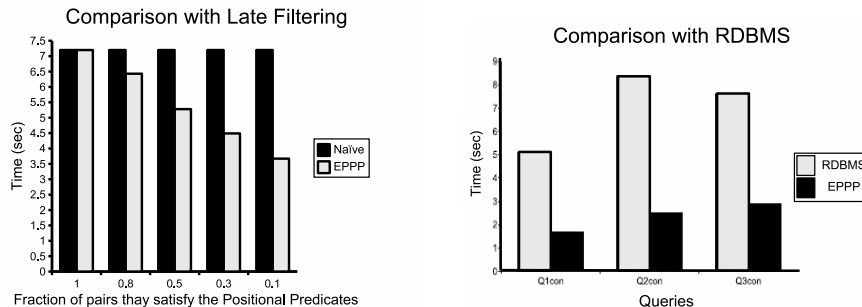 Comparison with Late Filtering
7.5
7
6.5
6
5.5
5
4.5
4
3.5
3
2.5
2
1.5
1
0.5
0
Time (sec)
1 0.8 0.5 0.3 0.1
Fraction of pairs thay satisfy the Positional Predicates
Naïve
EPPP
Comparison with RDBMS
9
8
7
6
5
4
3
2
1
0
Time (sec)
Q1con Q2con Q3con
Queries
RDBMS
EPPP